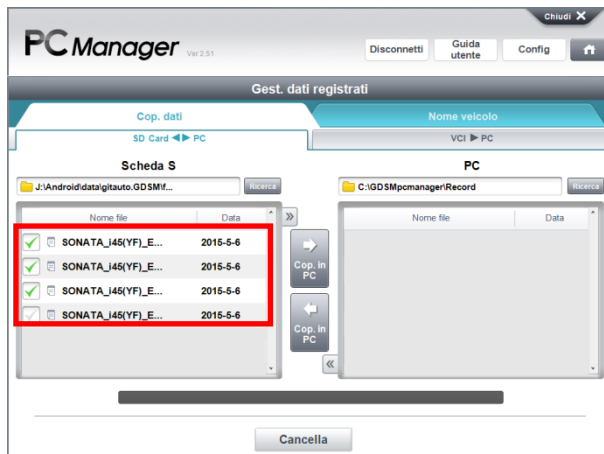 Chiudi X
PC Manager Ver 2.51
Disconnetti
Guida
utente
Config
Gest. dati registrati
Cop. dati
Nome veicolo
SD Card ◀▶ PC
VCI ▶ PC
Scheda S
PC
J:\Android\data\gitauto.GDSM\f...
Ricerca
C:\GDSMpcmanager\Record
Ricerca
Nome file
Data
Nome file
Data
SONATA_i45(YF)_E... 2015-5-6
SONATA_i45(YF)_E... 2015-5-6
SONATA_i45(YF)_E... 2015-5-6
SONATA_i45(YF)_E... 2015-5-6
Cop. in
PC
Cop. in
PC
Cancella